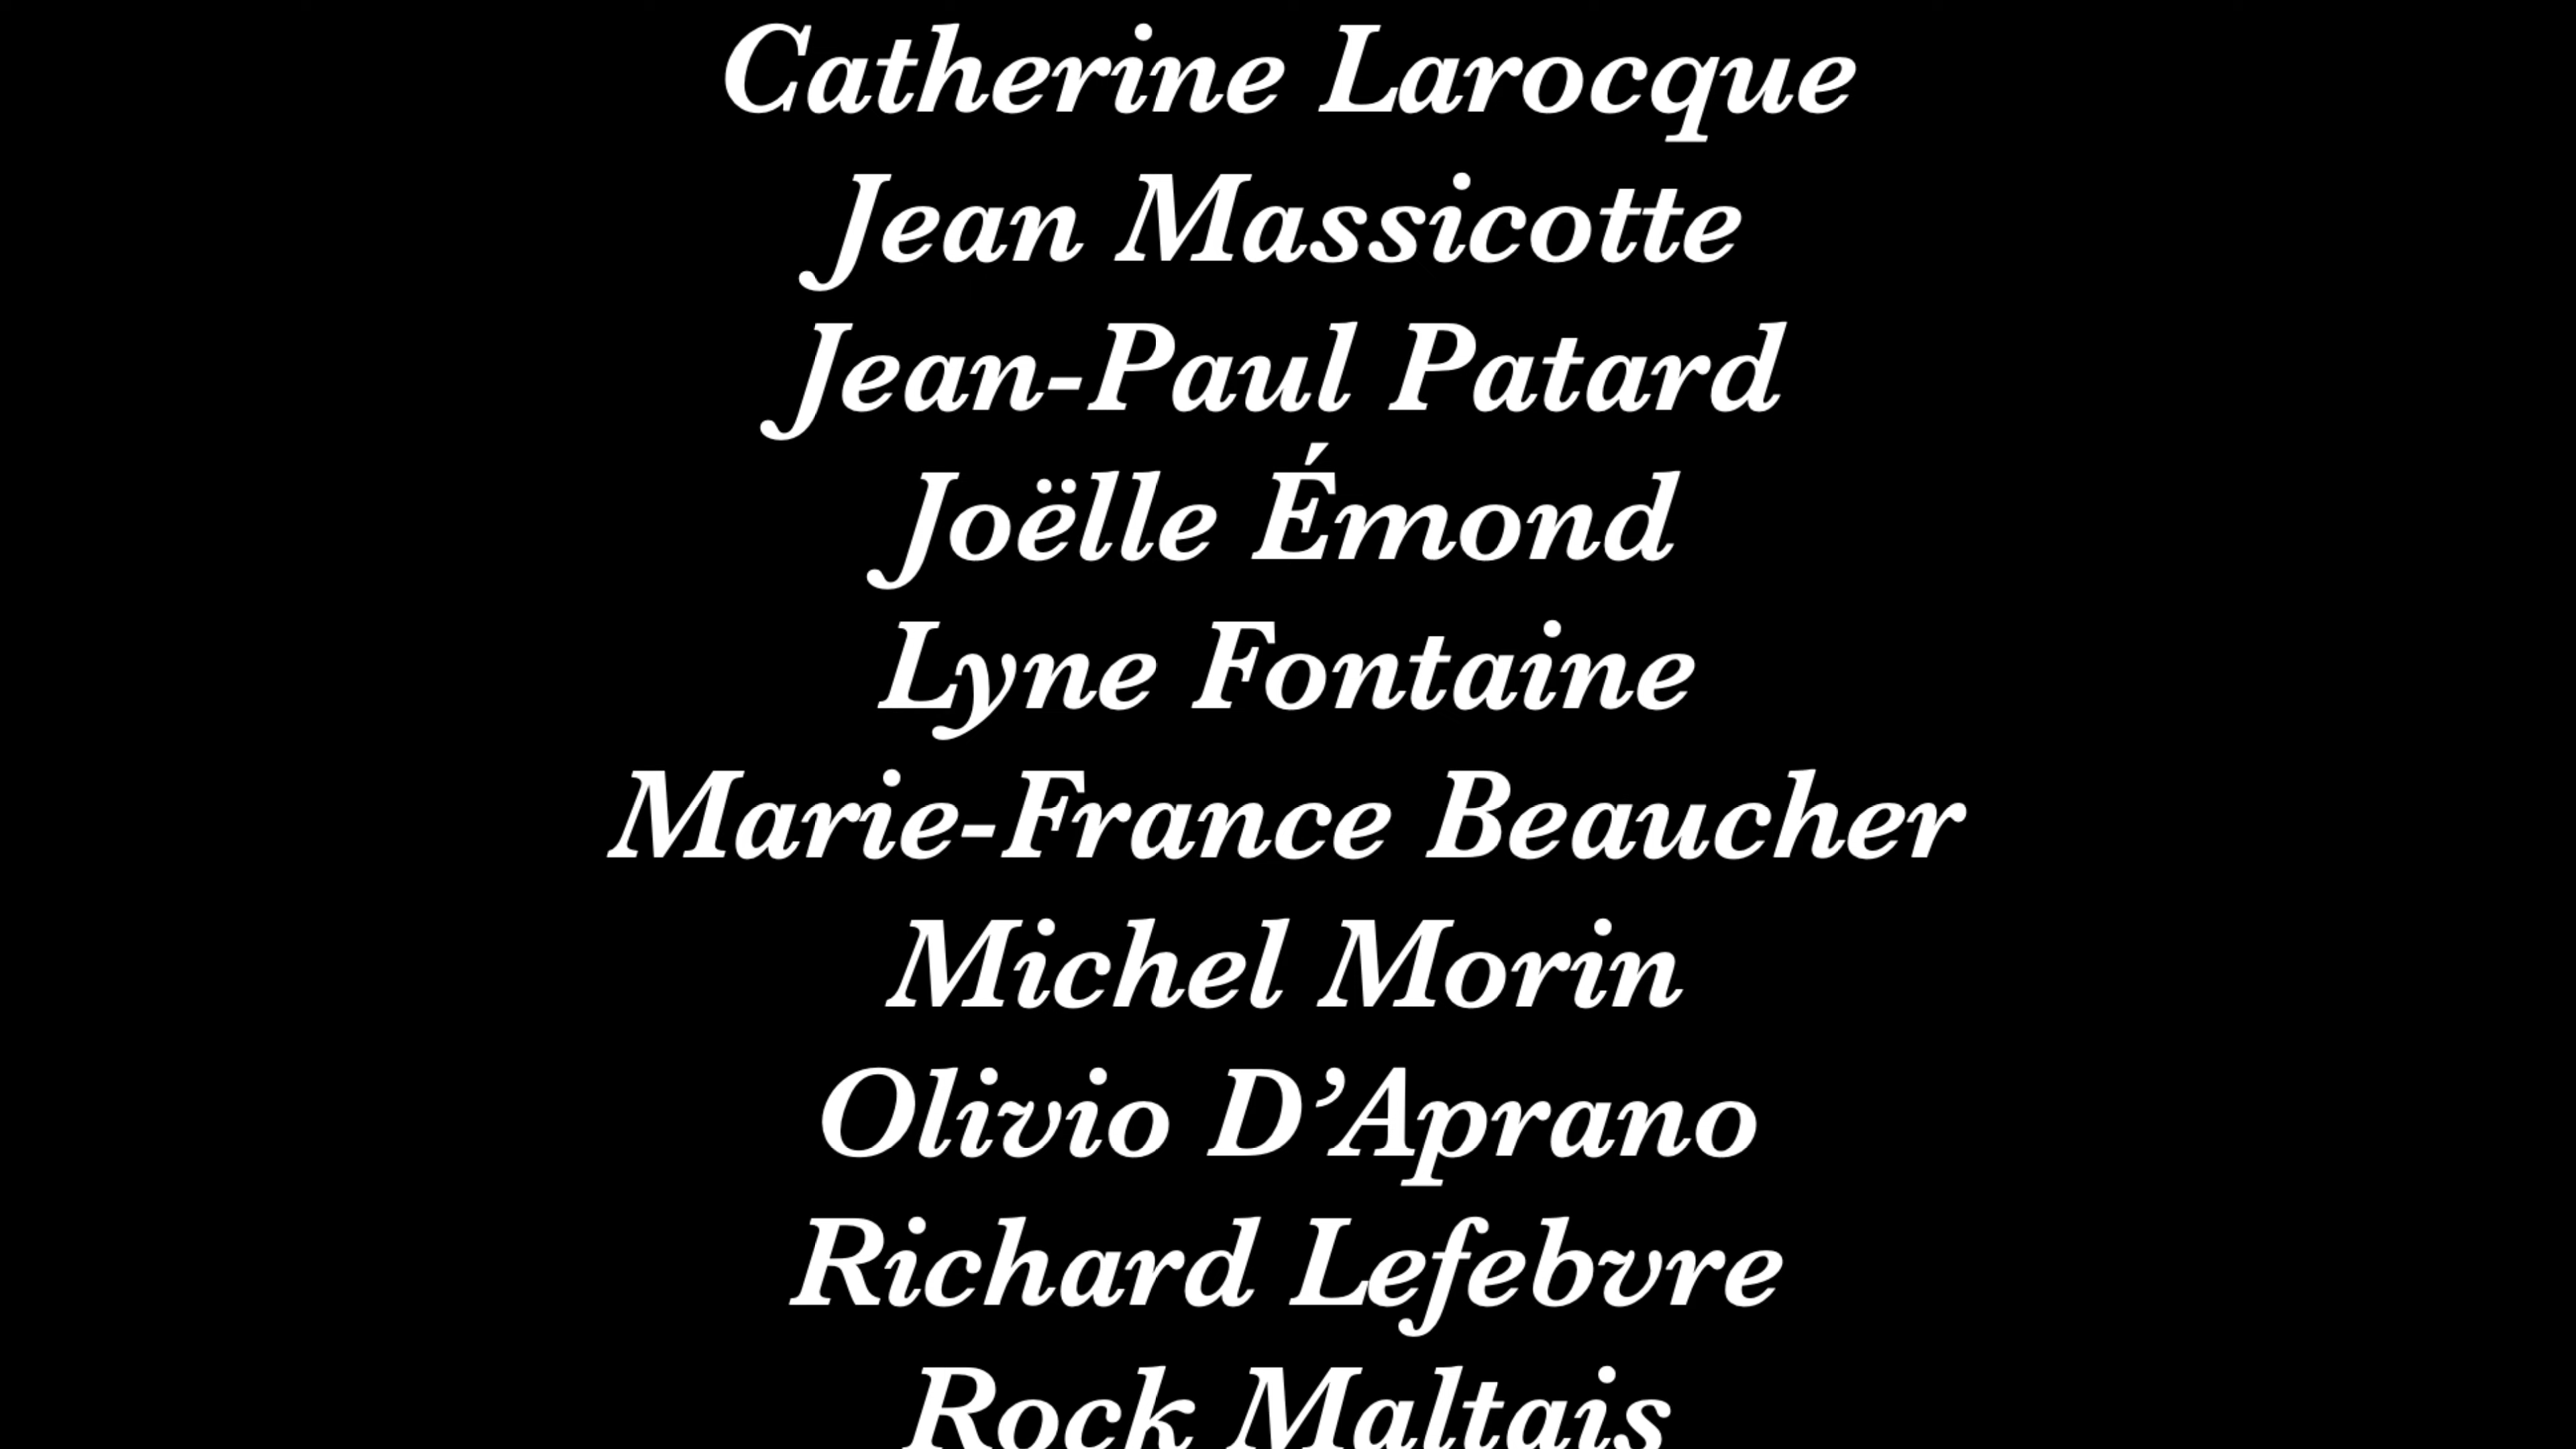 Catherine Larocque
Jean Massicotte
Jean-Paul Patard
Joëlle Émond
Lyne Fontaine
Marie-France Beaucher
Michel Morin
Olivio D’Aprano
Richard Lefebvre
Rock Maltais